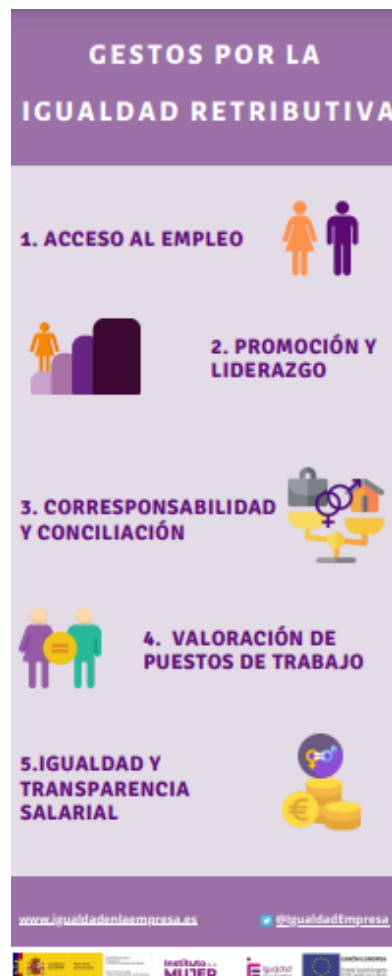 GESTOS POR LA
IGUALDAD RETRIBUTIVA
1. ACCESO AL EMPLEO
2. PROMOCIÓN Y
LIDERAZGO
3. CORRESPONSABILIDAD
Y CONCILIACIÓN
4. VALORACIÓN DE
PUESTOS DE TRABAJO
5.IGUALDAD Y
TRANSPARENCIA
SALARIAL
www.igualdadenlaempresa.es
@IgualdadEmpresa
Instituto
MUJER
Igualdad
UNIÓN EUROPEA